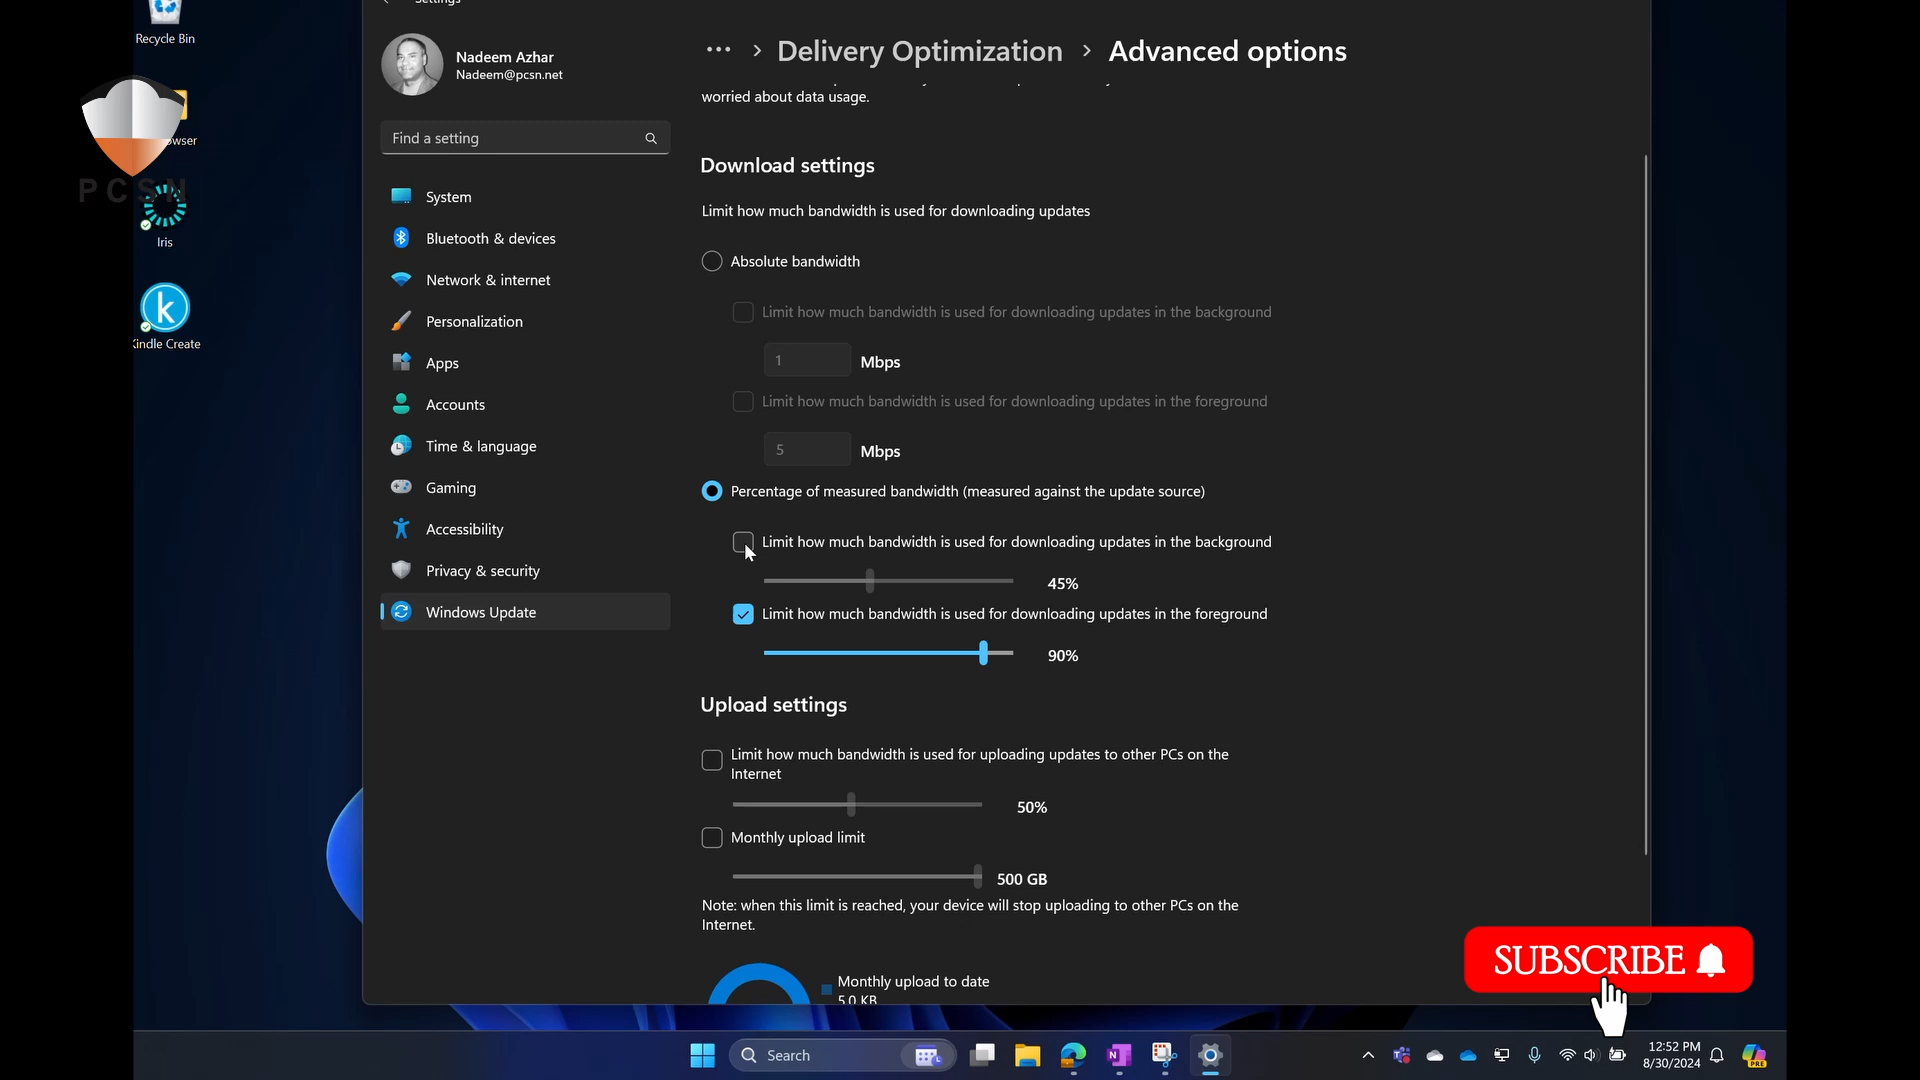 Settings
Recycle Bin
Nadeem Azhar
Nadeem@pcsn.net
... > Delivery Optimization > Advanced options
worried about data usage.
Find a setting
wser
PCSN
Iris
Kindle Create
System
Bluetooth & devices
Network & internet
Personalization
Apps
Accounts
Time & language
Gaming
Accessibility
Privacy & security
Windows Update
Download settings
Limit how much bandwidth is used for downloading updates
Absolute bandwidth
Limit how much bandwidth is used for downloading updates in the background
1 Mbps
Limit how much bandwidth is used for downloading updates in the foreground
5 Mbps
Percentage of measured bandwidth (measured against the update source)
Limit how much bandwidth is used for downloading updates in the background
45%
Limit how much bandwidth is used for downloading updates in the foreground
90%
Upload settings
Limit how much bandwidth is used for uploading updates to other PCs on the
Internet
50%
Monthly upload limit
500 GB
Note: when this limit is reached, your device will stop uploading to other PCs on the
Internet.
Monthly upload to date
5.0 KB
SUBSCRIBE
Search
12:52 PM
8/30/2024
PRE